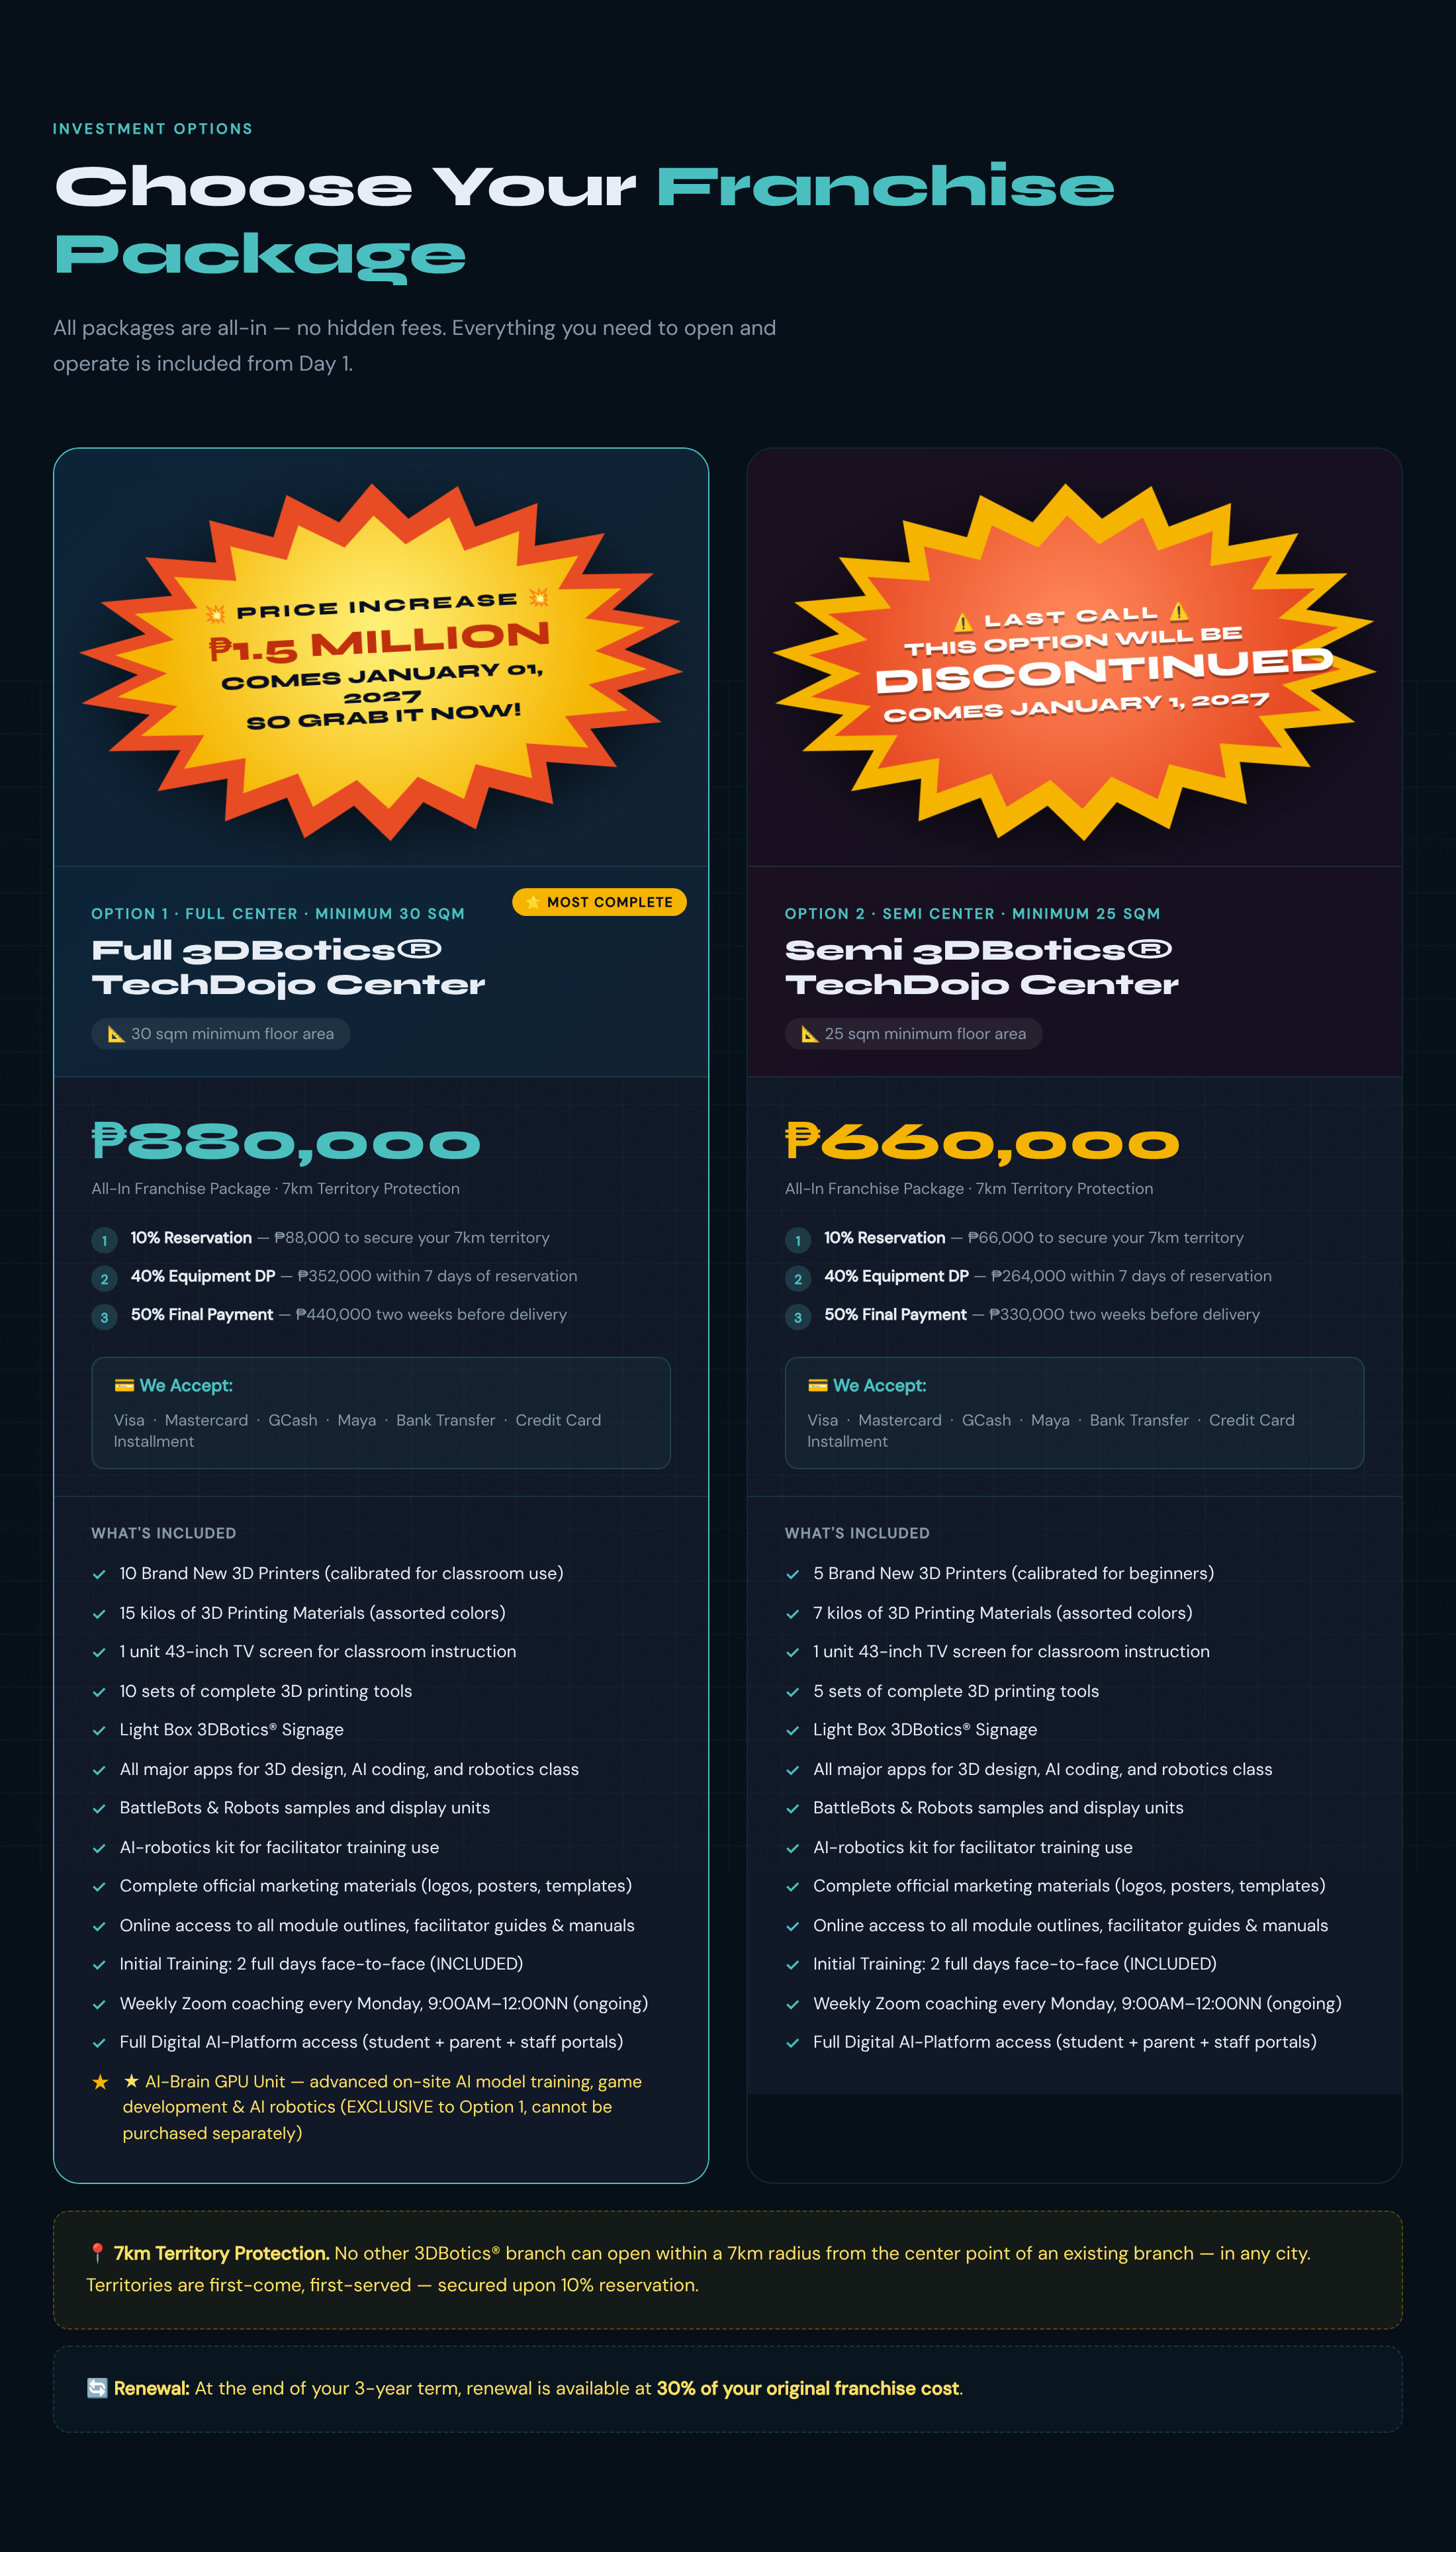 INVESTMENT OPTIONS
Choose Your Franchise
Package
All packages are all-in — no hidden fees. Everything you need to open and
operate is included from Day 1.
💥 PRICE INCREASE 💥
₱1.5 MILLION
COMES JANUARY 01,
2027
SO GRAB IT NOW!
OPTION 1 · FULL CENTER · MINIMUM 30 SQM
⭐ MOST COMPLETE
Full 3DBotics®
TechDojo Center
📐 30 sqm minimum floor area
₱880,000
All-In Franchise Package · 7km Territory Protection
1 10% Reservation — ₱88,000 to secure your 7km territory
2 40% Equipment DP — ₱352,000 within 7 days of reservation
3 50% Final Payment — ₱440,000 two weeks before delivery
💳 We Accept:
Visa · Mastercard · GCash · Maya · Bank Transfer · Credit Card
Installment
WHAT'S INCLUDED
✓ 10 Brand New 3D Printers (calibrated for classroom use)
✓ 15 kilos of 3D Printing Materials (assorted colors)
✓ 1 unit 43-inch TV screen for classroom instruction
✓ 10 sets of complete 3D printing tools
✓ Light Box 3DBotics® Signage
✓ All major apps for 3D design, AI coding, and robotics class
✓ BattleBots & Robots samples and display units
✓ AI-robotics kit for facilitator training use
✓ Complete official marketing materials (logos, posters, templates)
✓ Online access to all module outlines, facilitator guides & manuals
✓ Initial Training: 2 full days face-to-face (INCLUDED)
✓ Weekly Zoom coaching every Monday, 9:00AM–12:00NN (ongoing)
✓ Full Digital AI-Platform access (student + parent + staff portals)
★ ★ AI-Brain GPU Unit — advanced on-site AI model training, game
development & AI robotics (EXCLUSIVE to Option 1, cannot be
purchased separately)
⚠️ LAST CALL ⚠️
THIS OPTION WILL BE
DISCONTINUED
COMES JANUARY 1, 2027
OPTION 2 · SEMI CENTER · MINIMUM 25 SQM
Semi 3DBotics®
TechDojo Center
📐 25 sqm minimum floor area
₱660,000
All-In Franchise Package · 7km Territory Protection
1 10% Reservation — ₱66,000 to secure your 7km territory
2 40% Equipment DP — ₱264,000 within 7 days of reservation
3 50% Final Payment — ₱330,000 two weeks before delivery
💳 We Accept:
Visa · Mastercard · GCash · Maya · Bank Transfer · Credit Card
Installment
WHAT'S INCLUDED
✓ 5 Brand New 3D Printers (calibrated for beginners)
✓ 7 kilos of 3D Printing Materials (assorted colors)
✓ 1 unit 43-inch TV screen for classroom instruction
✓ 5 sets of complete 3D printing tools
✓ Light Box 3DBotics® Signage
✓ All major apps for 3D design, AI coding, and robotics class
✓ BattleBots & Robots samples and display units
✓ AI-robotics kit for facilitator training use
✓ Complete official marketing materials (logos, posters, templates)
✓ Online access to all module outlines, facilitator guides & manuals
✓ Initial Training: 2 full days face-to-face (INCLUDED)
✓ Weekly Zoom coaching every Monday, 9:00AM–12:00NN (ongoing)
✓ Full Digital AI-Platform access (student + parent + staff portals)
📍 7km Territory Protection. No other 3DBotics® branch can open within a 7km radius from the center point of an existing branch — in any city.
Territories are first-come, first-served — secured upon 10% reservation.
🔄 Renewal: At the end of your 3-year term, renewal is available at 30% of your original franchise cost.